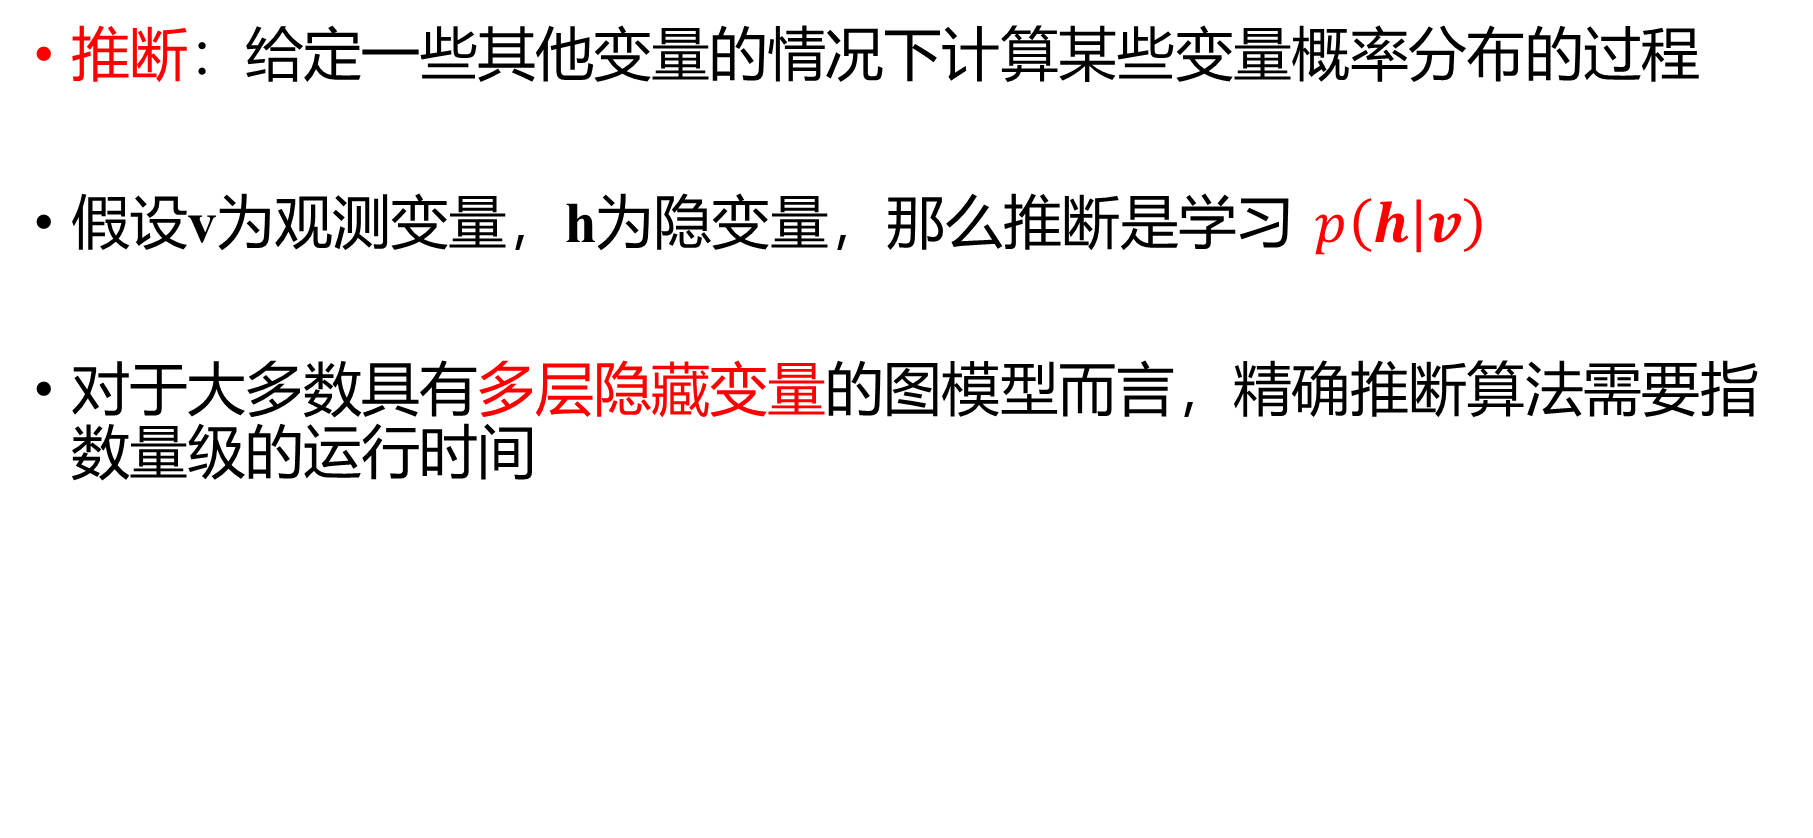 • 推断：给定一些其他变量的情况下计算某些变量概率分布的过程
• 假设v为观测变量，h为隐变量，那么推断是学习 p(h|v)
• 对于大多数具有多层隐藏变量的图模型而言，精确推断算法需要指
数量级的运行时间